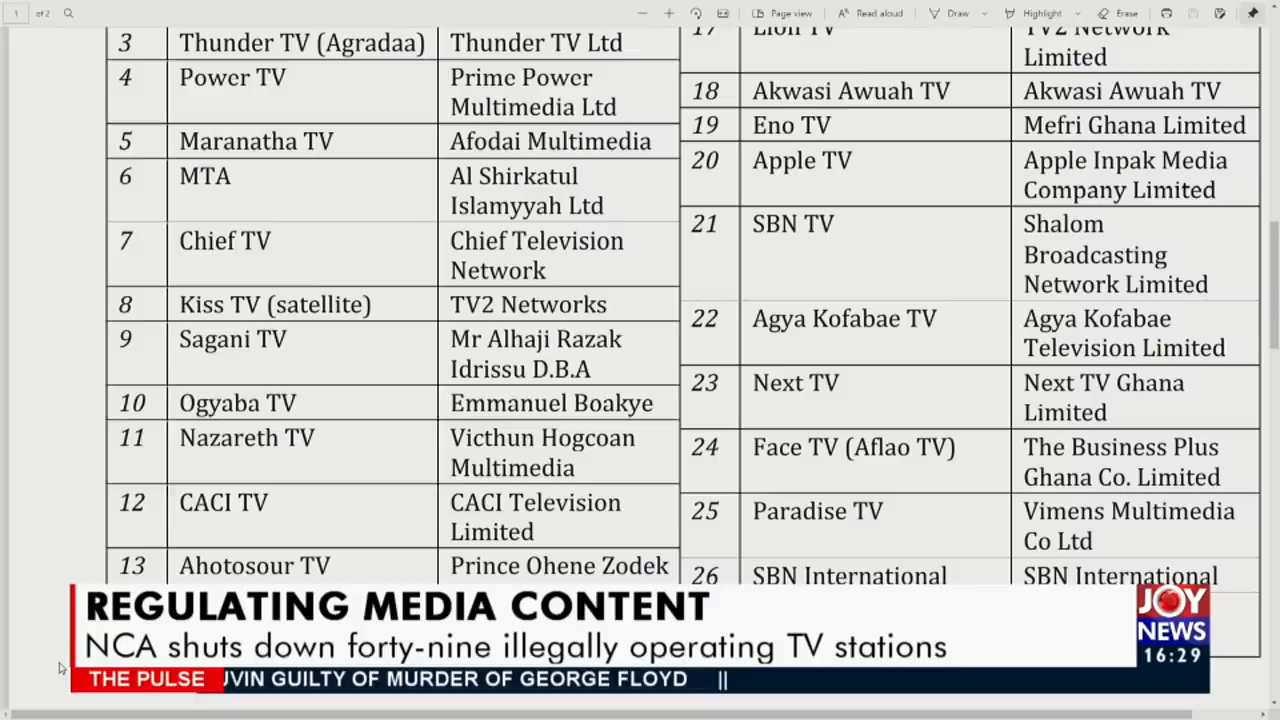 1 of 2
Page view
Read aloud
Draw
Highlight
Erase
3 Thunder TV (Agradaa) Thunder TV Ltd
4 Power TV Prime Power
Multimedia Ltd
5 Maranatha TV Afodai Multimedia
6 MTA Al Shirkatul
Islamyyah Ltd
7 Chief TV Chief Television
Network
8 Kiss TV (satellite) TV2 Networks
9 Sagani TV Mr Alhaji Razak
Idrissu D.B.A
10 Ogyaba TV Emmanuel Boakye
11 Nazareth TV Victhun Hogcoan
Multimedia
12 CACI TV CACI Television
Limited
13 Ahotosour TV Prince Ohene Zodek
17 Lion TV TV2 Network
Limited
18 Akwasi Awuah TV Akwasi Awuah TV
19 Eno TV Mefri Ghana Limited
20 Apple TV Apple Inpak Media
Company Limited
21 SBN TV Shalom
Broadcasting
Network Limited
22 Agya Kofabae TV Agya Kofabae
Television Limited
23 Next TV Next TV Ghana
Limited
24 Face TV (Aflao TV) The Business Plus
Ghana Co. Limited
25 Paradise TV Vimens Multimedia
Co Ltd
26 SBN International SBN International
REGULATING MEDIA CONTENT
NCA shuts down forty-nine illegally operating TV stations
JOY
NEWS
16:29
THE PULSE UVIN GUILTY OF MURDER OF GEORGE FLOYD ||